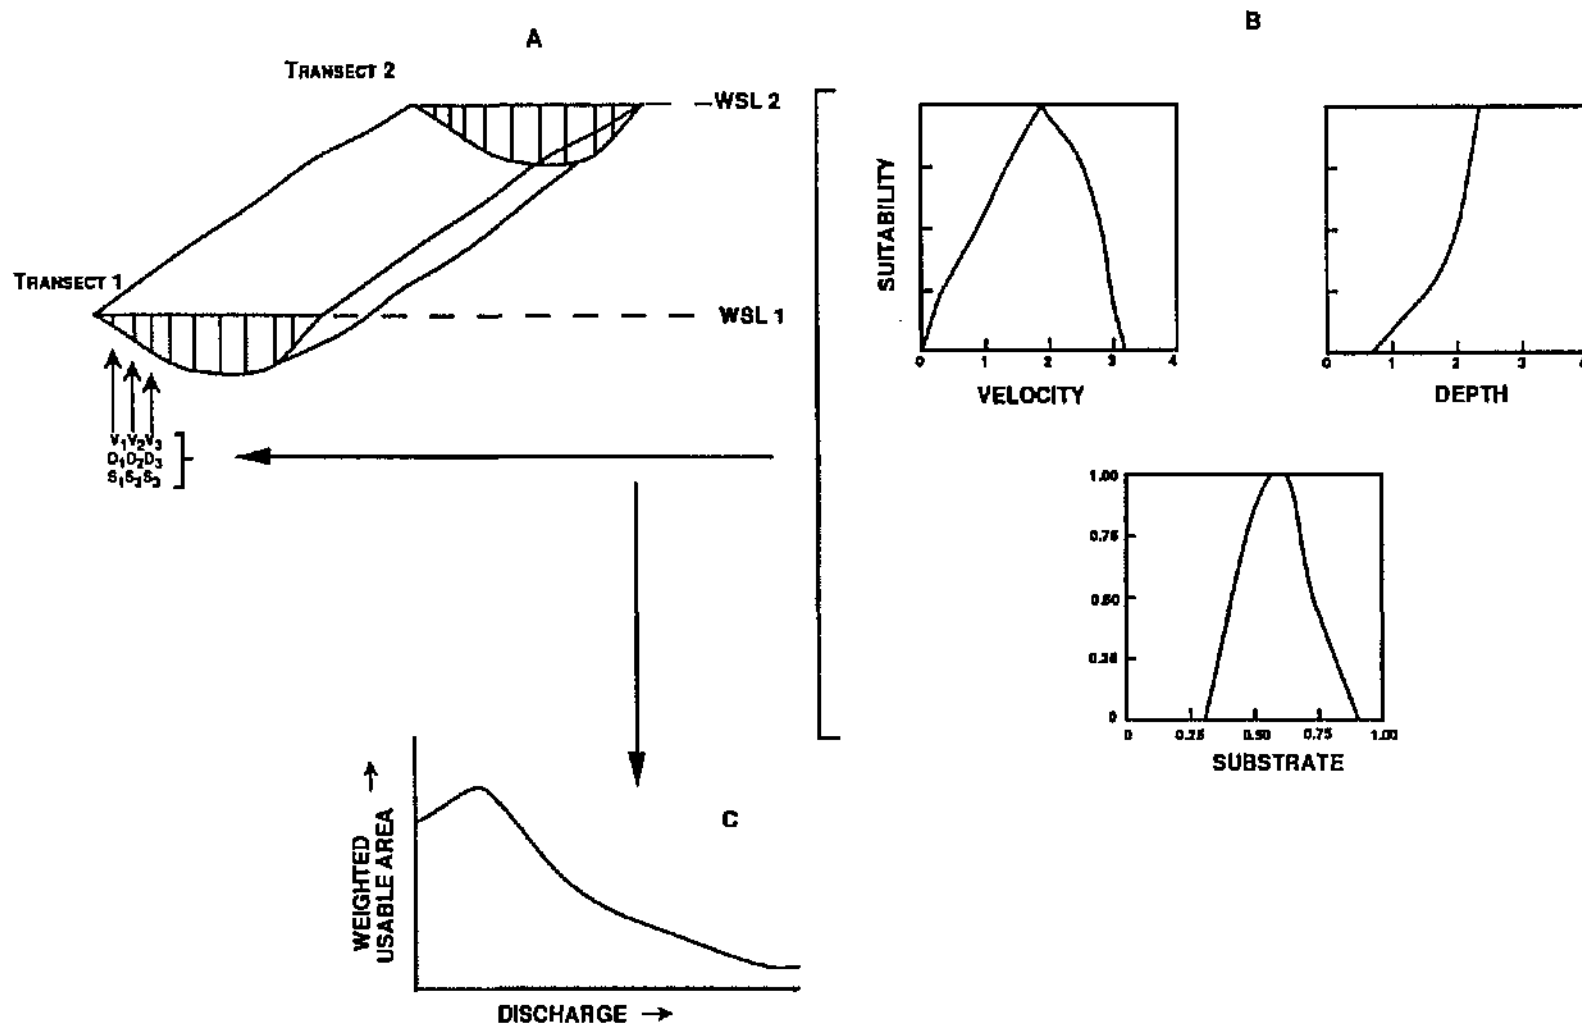 A
B
TRANSECT 2
WSL 2
TRANSECT 1
WSL 1
V1V2V3
D1D2D3
S1S2S3
SUITABILITY
0 1 2 3 4
VELOCITY
0 1 2 3 4
DEPTH
1.00
0.75
0.50
0.25
0
0 0.25 0.50 0.75 1.00
SUBSTRATE
C
WEIGHTED
USABLE AREA
DISCHARGE